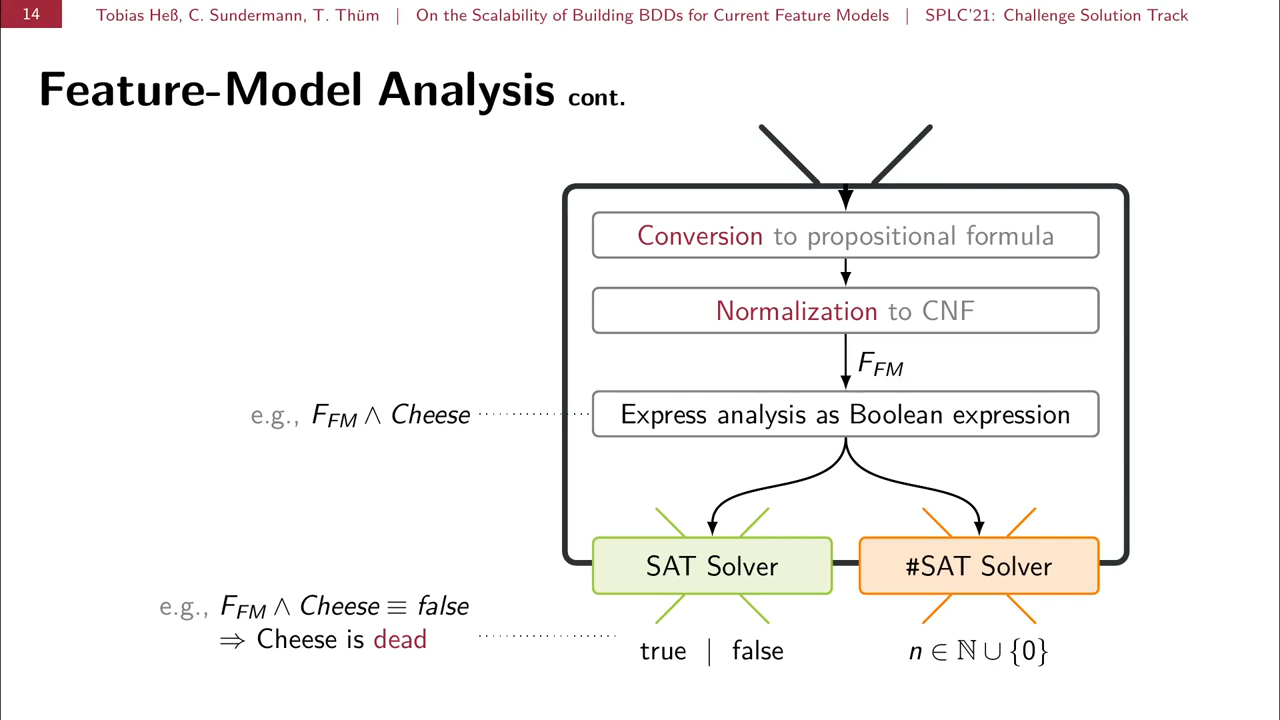 14 Tobias Heß, C. Sundermann, T. Thüm | On the Scalability of Building BDDs for Current Feature Models | SPLC'21: Challenge Solution Track
Feature-Model Analysis cont.
Conversion to propositional formula
Normalization to CNF
F_FM
e.g., F_FM ∧ Cheese
Express analysis as Boolean expression
SAT Solver
#SAT Solver
e.g., F_FM ∧ Cheese ≡ false
⇒ Cheese is dead
true | false
n ∈ ℕ ∪ {0}